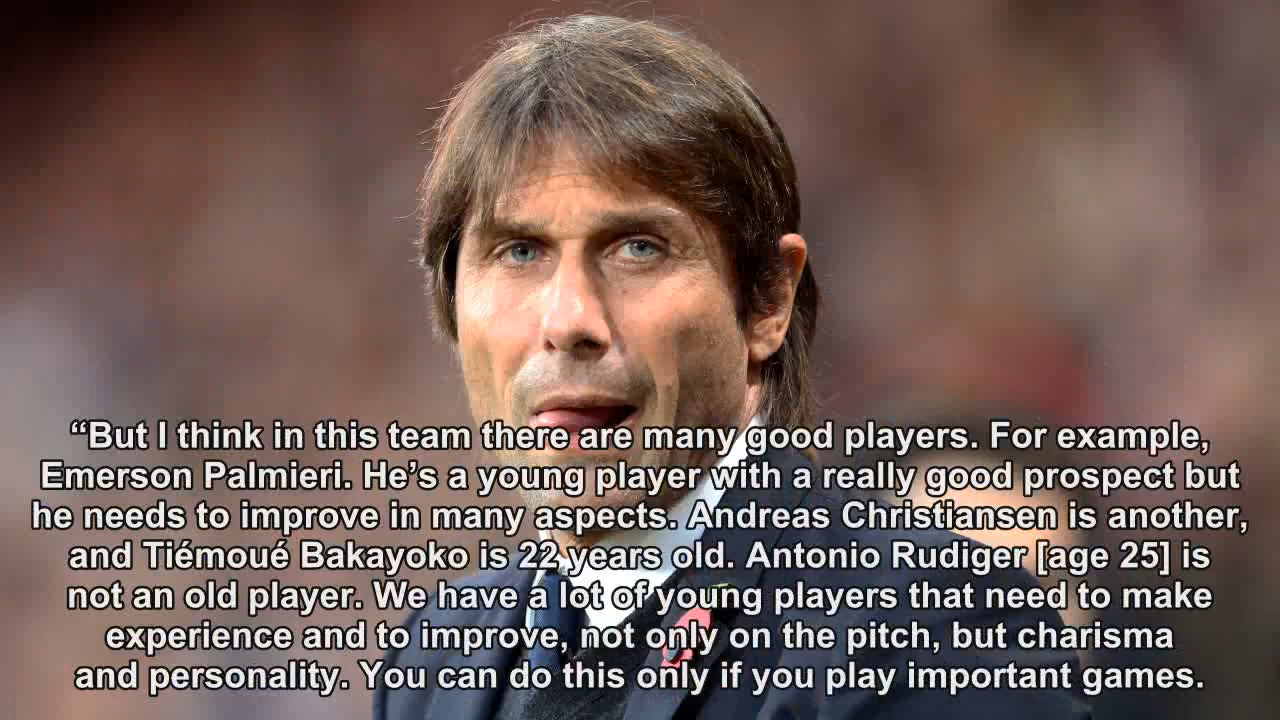 “But I think in this team there are many good players. For example,
Emerson Palmieri. He’s a young player with a really good prospect but
he needs to improve in many aspects. Andreas Christiansen is another,
and Tiémoué Bakayoko is 22 years old. Antonio Rudiger [age 25] is
not an old player. We have a lot of young players that need to make
experience and to improve, not only on the pitch, but charisma
and personality. You can do this only if you play important games.